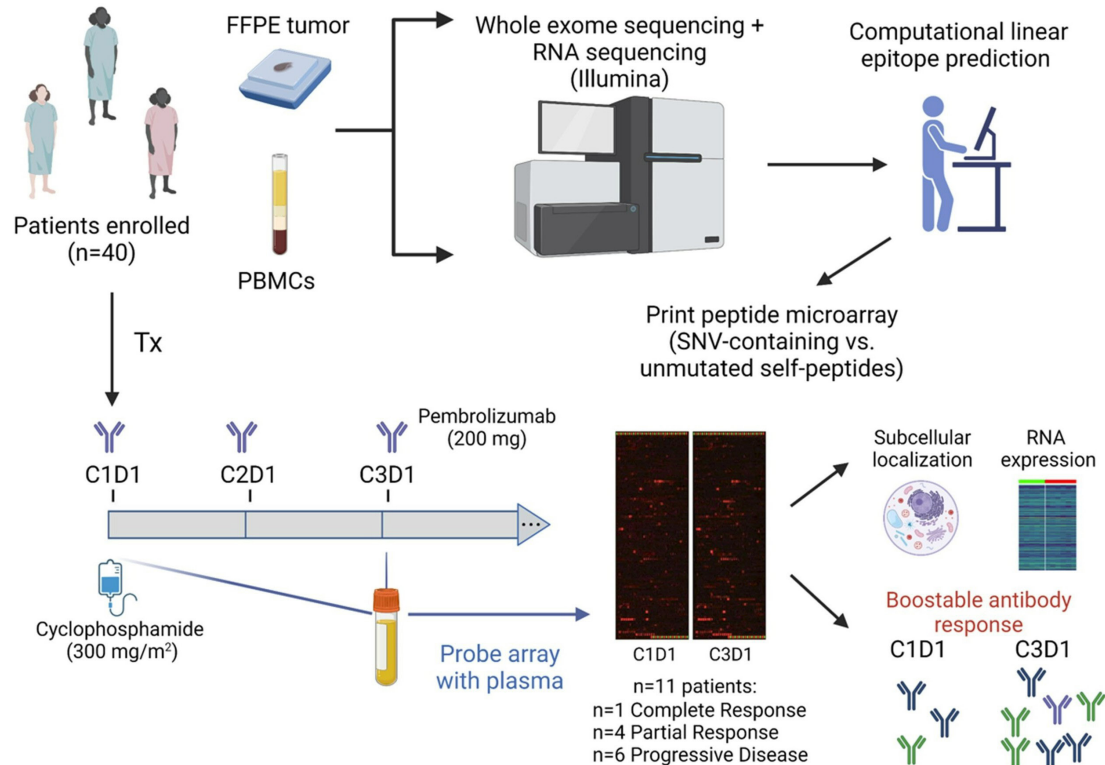 FFPE tumor
PBMCs
Whole exome sequencing +
RNA sequencing
(Illumina)
Computational linear
epitope prediction
Patients enrolled
(n=40)
Tx
Print peptide microarray
(SNV-containing vs.
unmutated self-peptides)
Pembrolizumab
(200 mg)
C1D1
C2D1
C3D1
...
Cyclophosphamide
(300 mg/m²)
Probe array
with plasma
C1D1
C3D1
n=11 patients:
n=1 Complete Response
n=4 Partial Response
n=6 Progressive Disease
Subcellular
localization
RNA
expression
Boostable antibody
response
C1D1
C3D1